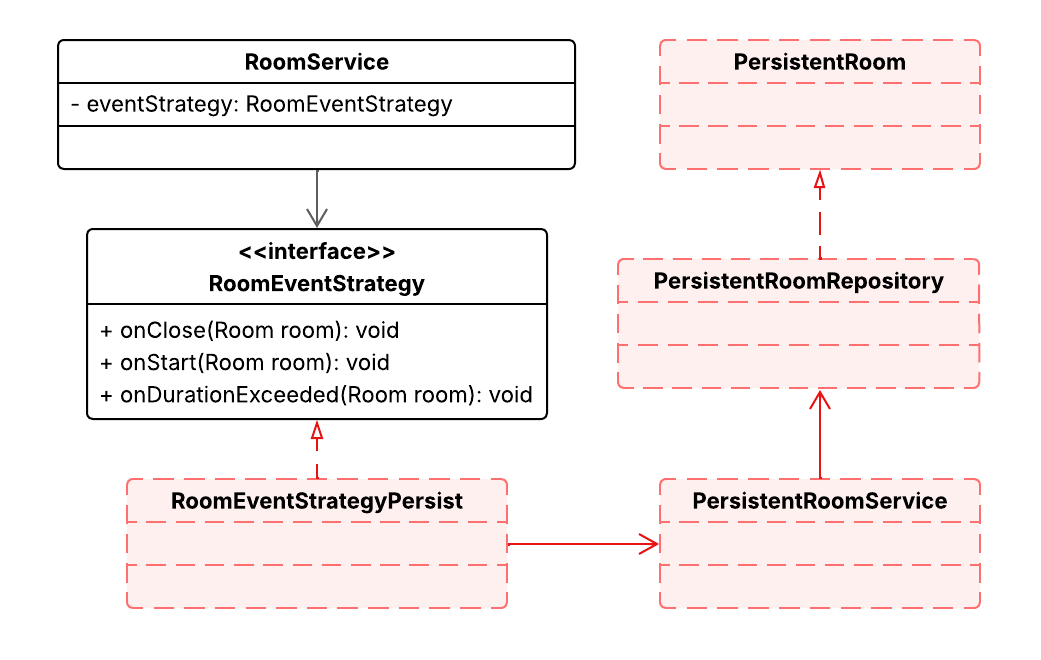 RoomService
- eventStrategy: RoomEventStrategy
<<interface>>
RoomEventStrategy
+ onClose(Room room): void
+ onStart(Room room): void
+ onDurationExceeded(Room room): void
RoomEventStrategyPersist
PersistentRoom
PersistentRoomRepository
PersistentRoomService